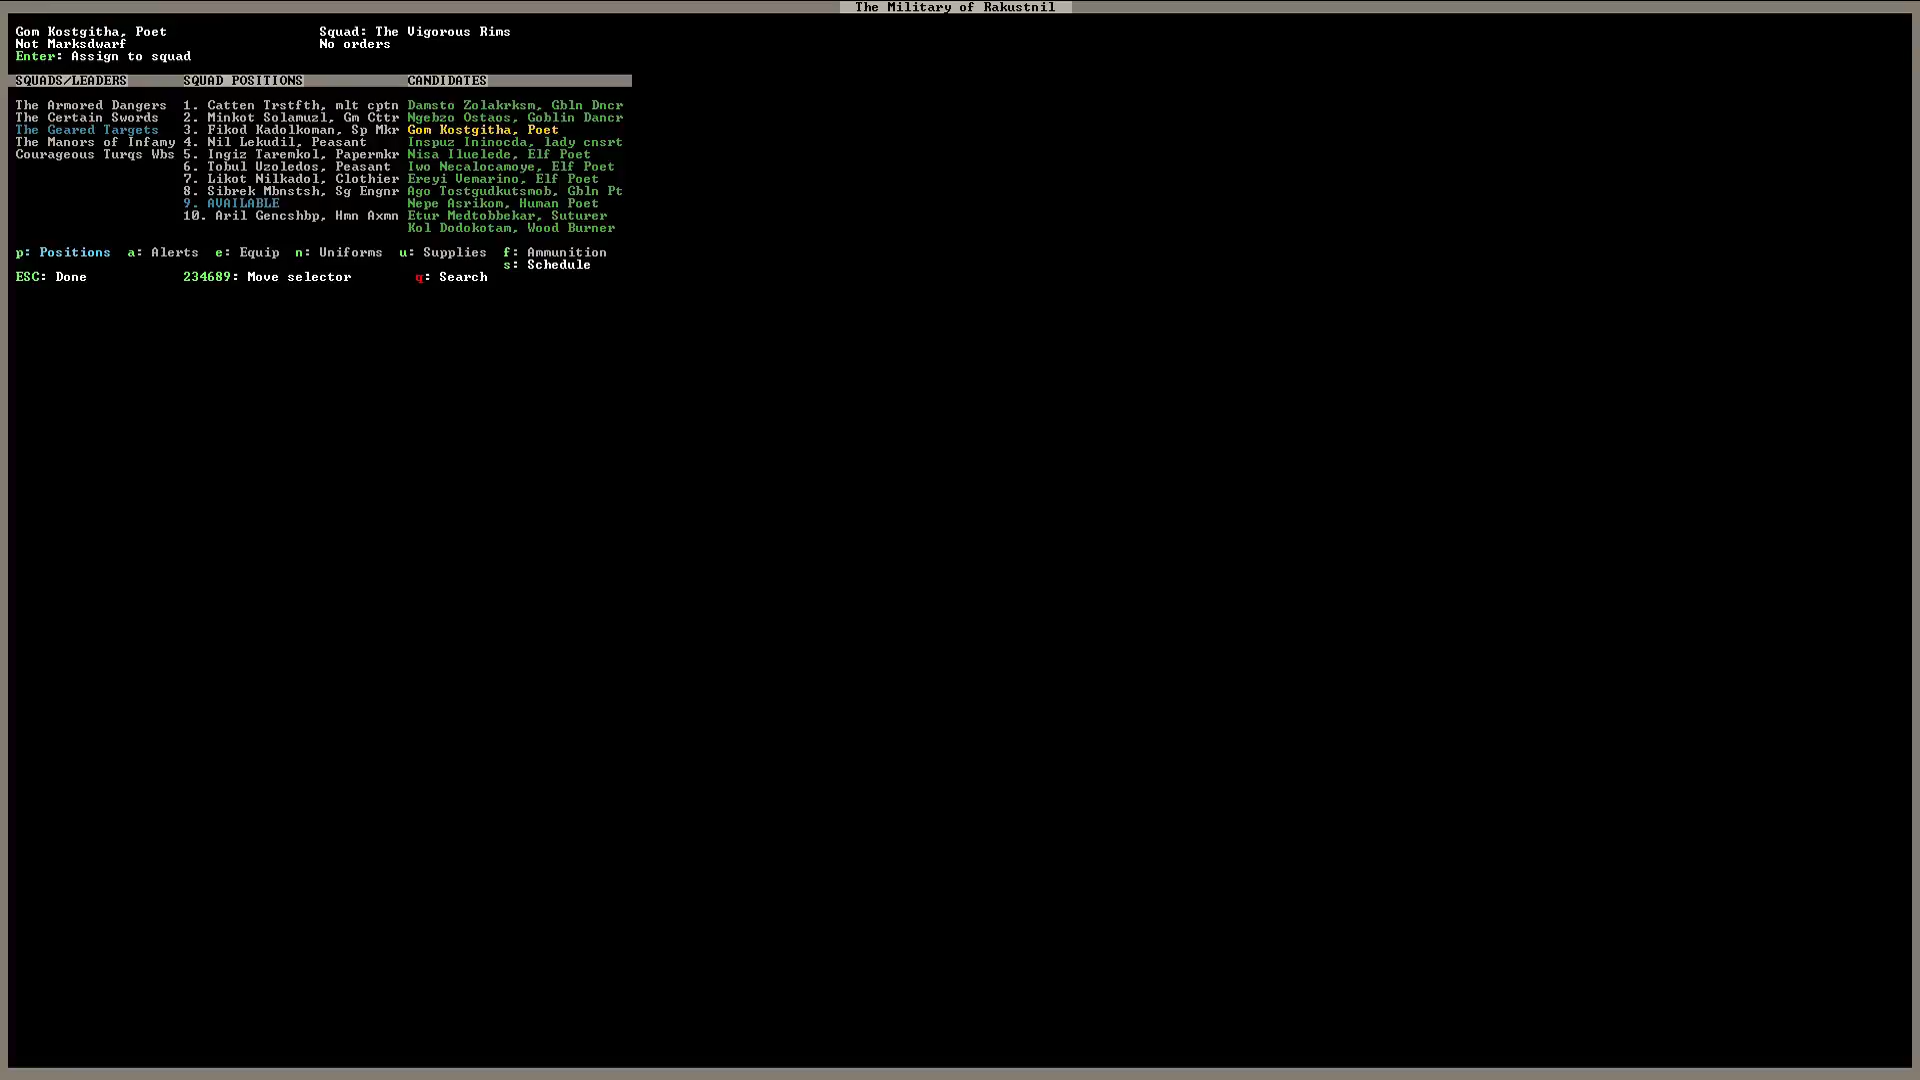 The Military of Rakustnil
Gom Kostgitha, Poet Squad: The Vigorous Rims
Not Marksdwarf No orders
Enter: Assign to squad
SQUADS/LEADERS SQUAD POSITIONS CANDIDATES
The Armored Dangers 1. Catten Trstfth, mlt cptn Damsto Zolakrksm, Gbln Dncr
The Certain Swords 2. Minkot Solamuzl, Gm Cttr Ngebzo Ostaos, Goblin Dancr
The Geared Targets 3. Fikod Kadolkoman, Sp Mkr Gom Kostgitha, Poet
The Manors of Infamy 4. Nil Lekudil, Peasant Inspuz Ininocda, lady cnsrt
Courageous Turqs Wbs 5. Ingiz Taremkol, Papermkr Nisa Iluelede, Elf Poet
6. Tobul Uzoledos, Peasant Iwo Necalocamoye, Elf Poet
7. Likot Nilkadol, Clothier Ereyi Vemarino, Elf Poet
8. Sibrek Mbnstsh, Sg Engnr Ago Tostgudkutsmob, Gbln Pt
9. AVAILABLE Nepe Asrikom, Human Poet
10. Aril Gencshbp, Hmn Axmn Etur Medtobbekar, Suturer
Kol Dodokotam, Wood Burner
p: Positions a: Alerts e: Equip n: Uniforms u: Supplies f: Ammunition
s: Schedule
ESC: Done 234689: Move selector q: Search